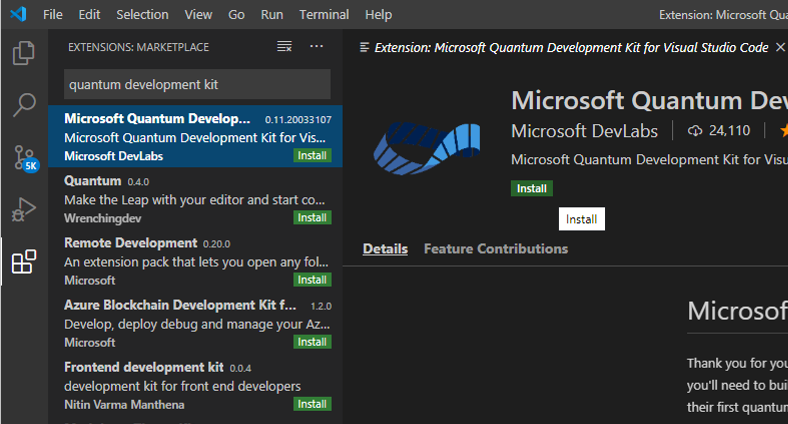 File Edit Selection View Go Run Terminal Help Extension: Microsoft Qua
EXTENSIONS: MARKETPLACE
quantum development kit
Microsoft Quantum Develop... 0.11.20033107
Microsoft Quantum Development Kit for Vis...
Microsoft DevLabs Install
Quantum 0.4.0
Make the Leap with your editor and start co...
Wrenchingdev Install
Remote Development 0.20.0
An extension pack that lets you open any fol...
Microsoft Install
Azure Blockchain Development Kit f... 1.2.0
Develop, deploy debug and manage your Az...
Microsoft Install
Frontend development kit 0.0.4
development kit for front end developers
Nitin Varma Manthena Install
5K
Extension: Microsoft Quantum Development Kit for Visual Studio Code
Microsoft Quantum Dev
Microsoft DevLabs 24,110
Microsoft Quantum Development Kit for Visu
Install
Install
Details Feature Contributions
Microsof
Thank you for you
you'll need to buil
their first quantum